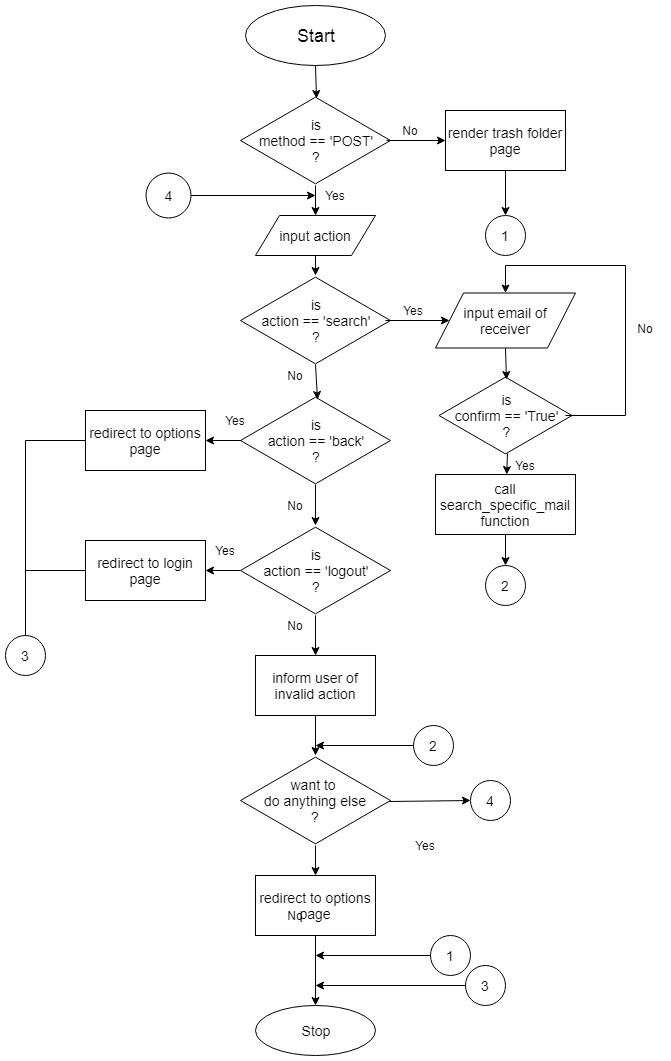 Start
is
method == 'POST'
?
No
render trash folder
page
4
Yes
1
input action
is
action == 'search'
?
Yes
input email of
receiver
No
No
is
confirm == 'True'
?
Yes
redirect to options
page
Yes
is
action == 'back'
?
call
search_specific_mail
function
No
2
redirect to login
page
Yes
is
action == 'logout'
?
No
3
inform user of
invalid action
2
want to
do anything else
?
4
Yes
redirect to options
page
No
1
3
Stop